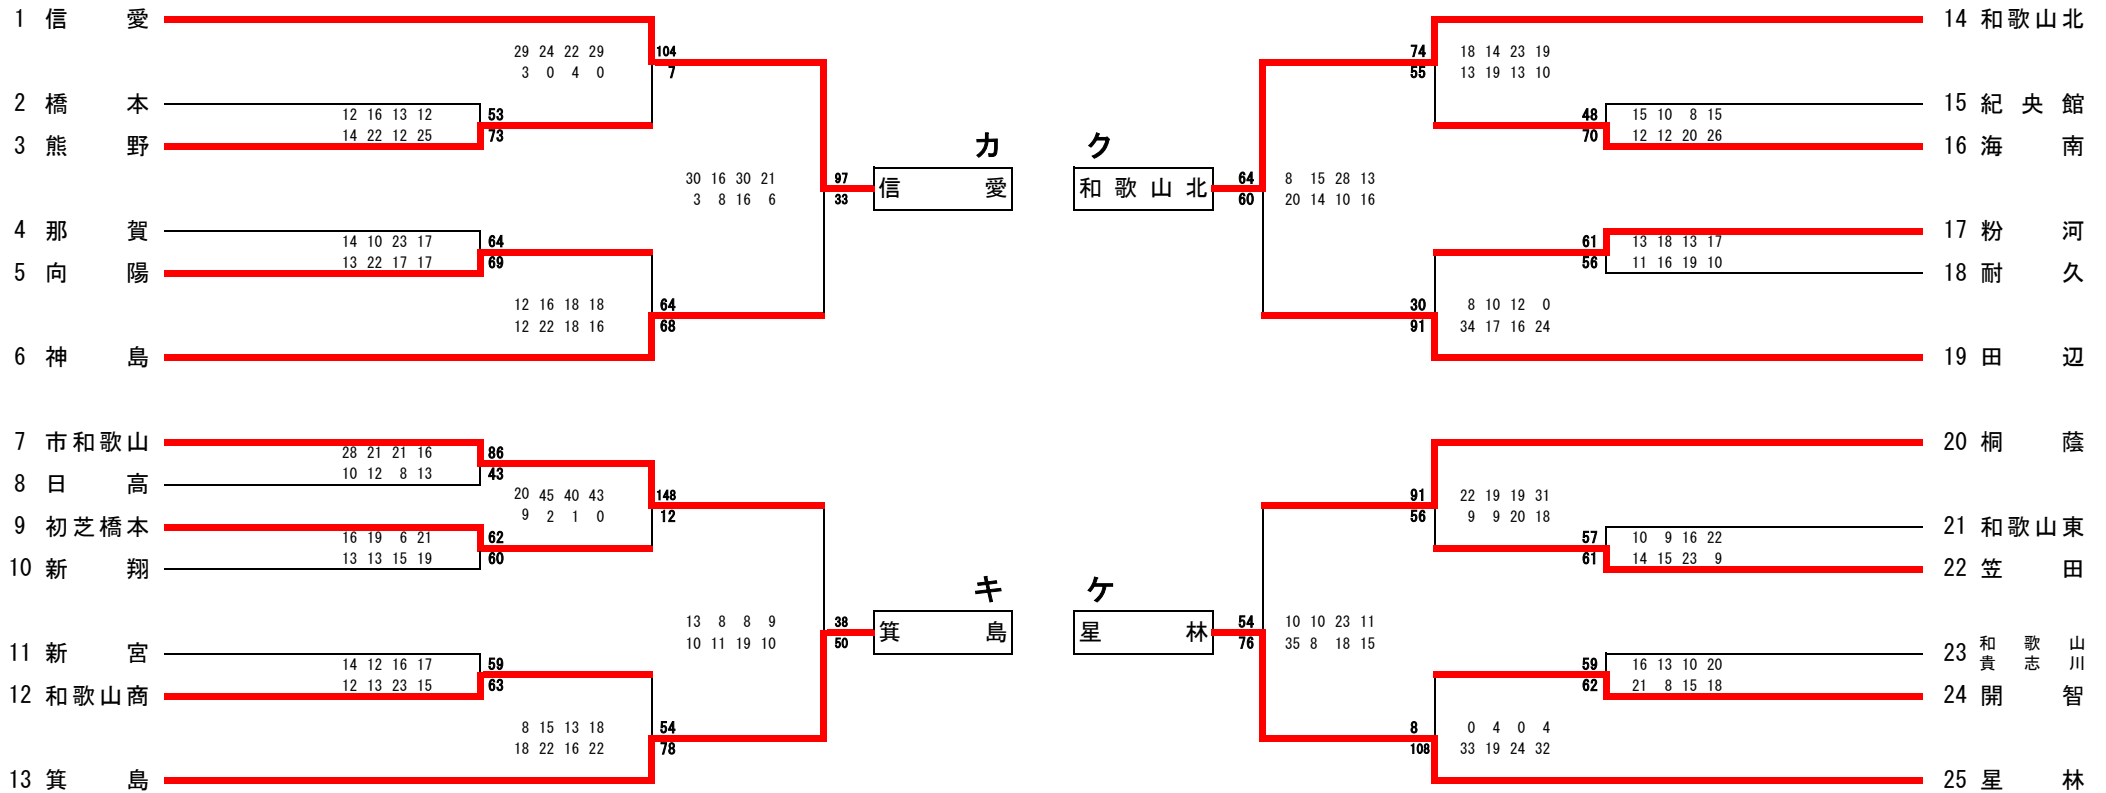 1 信愛
29 24 22 29
3 0 4 0
104
7
2 橋本
12 16 13 12
53
14 22 12 25
73
3 熊野
カ
30 16 30 21
3 8 16 6
97
33
信愛
4 那賀
14 10 23 17
64
13 22 17 17
69
5 向陽
12 16 18 18
12 22 18 16
64
68
6 神島
7 市和歌山
28 21 21 16
86
10 12 8 13
43
8 日高
20 45 40 43
9 2 1 0
148
12
9 初芝橋本
16 19 6 21
62
13 13 15 19
60
10 新翔
キ
13 8 8 9
10 11 19 10
38
50
箕島
11 新宮
14 12 16 17
59
12 13 23 15
63
12 和歌山商
8 15 13 18
18 22 16 22
54
78
13 箕島
14 和歌山北
74
55
18 14 23 19
13 19 13 10
15 紀央館
48
15 10 8 15
70
12 12 20 26
16 海南
ク
和歌山北
64
60
8 15 28 13
20 14 10 16
17 粉河
61
13 18 13 17
56
11 16 19 10
18 耐久
30
91
8 10 12 0
34 17 16 24
19 田辺
20 桐蔭
91
56
22 19 19 31
9 9 20 18
21 和歌山東
57
10 9 16 22
61
14 15 23 9
22 笠田
ケ
星林
54
76
10 10 23 11
35 8 18 15
23 和歌山
貴志川
59
16 13 10 20
62
21 8 15 18
24 開智
8
108
0 4 0 4
33 19 24 32
25 星林